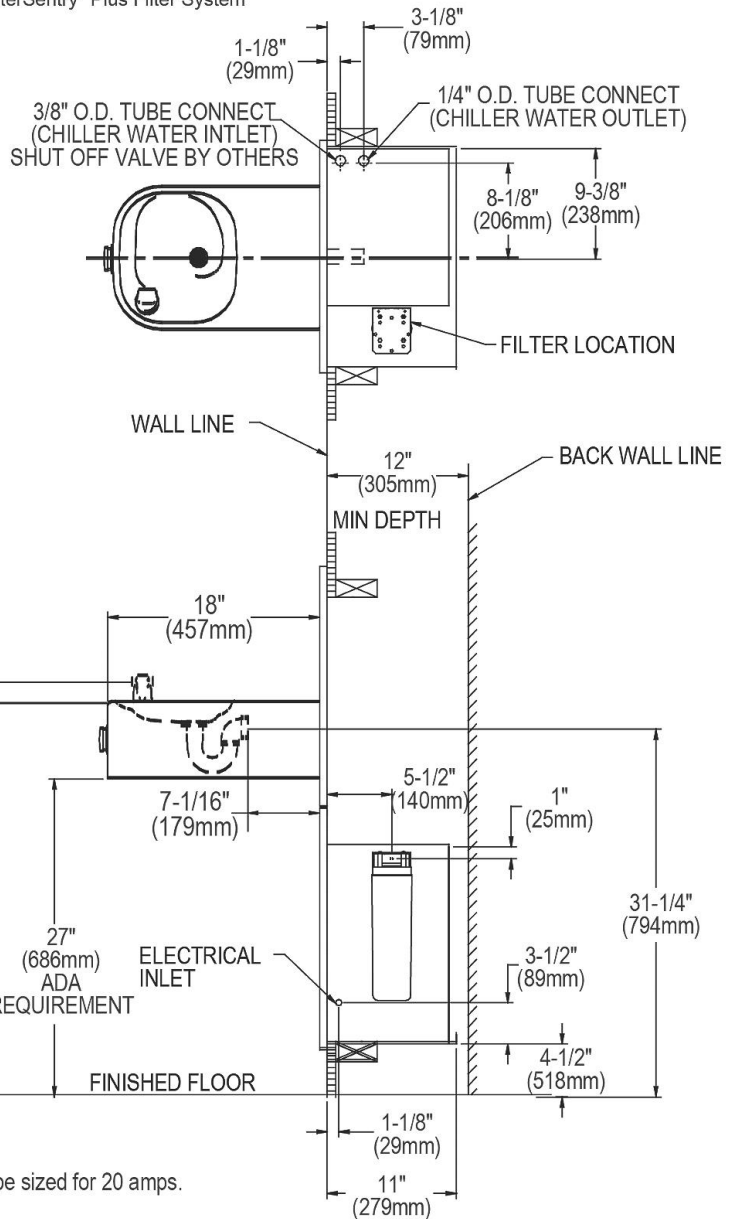 Plus Filter System
3-1/8"
(79mm)
1-1/8"
(29mm)
3/8" O.D. TUBE CONNECT
(CHILLER WATER INTLET)
SHUT OFF VALVE BY OTHERS
1/4" O.D. TUBE CONNECT
(CHILLER WATER OUTLET)
8-1/8"
(206mm)
9-3/8"
(238mm)
FILTER LOCATION
WALL LINE
12"
(305mm)
MIN DEPTH
BACK WALL LINE
18"
(457mm)
5-1/2"
(140mm)
1"
(25mm)
7-1/16"
(179mm)
31-1/4"
(794mm)
27"
(686mm)
ADA
REQUIREMENT
ELECTRICAL
INLET
3-1/2"
(89mm)
4-1/2"
(518mm)
FINISHED FLOOR
1-1/8"
(29mm)
be sized for 20 amps.
11"
(279mm)